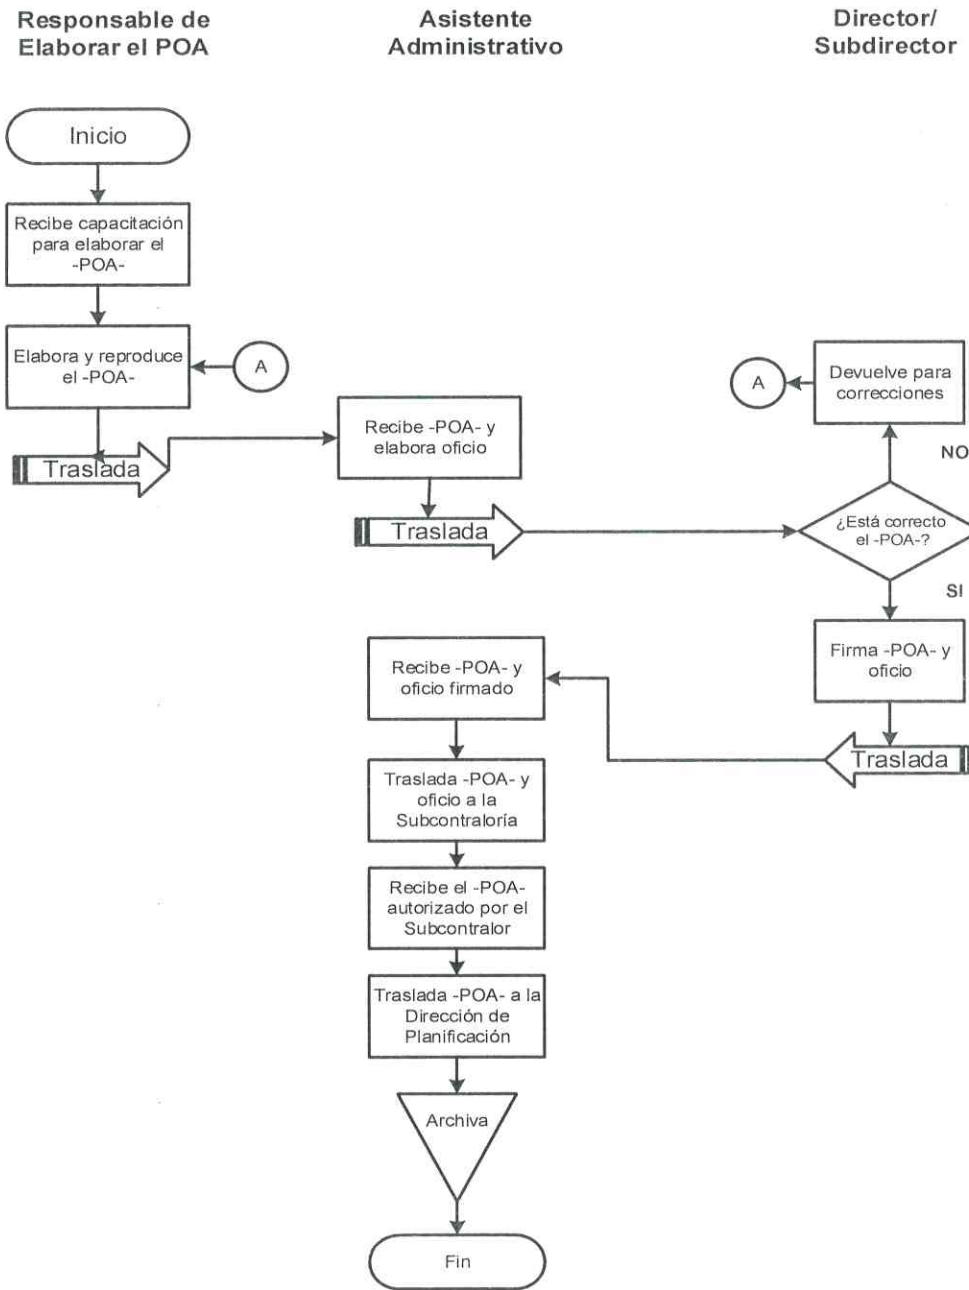 Responsable de
Elaborar el POA
Asistente
Administrativo
Director/
Subdirector
Inicio
Recibe capacitación
para elaborar el
-POA-
Elabora y reproduce
el -POA-
A
Traslada
Recibe -POA- y
elabora oficio
Traslada
A
Devuelve para
correcciones
NO
¿Está correcto
el -POA-?
SI
Firma -POA- y
oficio
Traslada
Recibe -POA- y
oficio firmado
Traslada -POA- y
oficio a la
Subcontraloría
Recibe el -POA-
autorizado por el
Subcontralor
Traslada -POA- a la
Dirección de
Planificación
Archiva
Fin